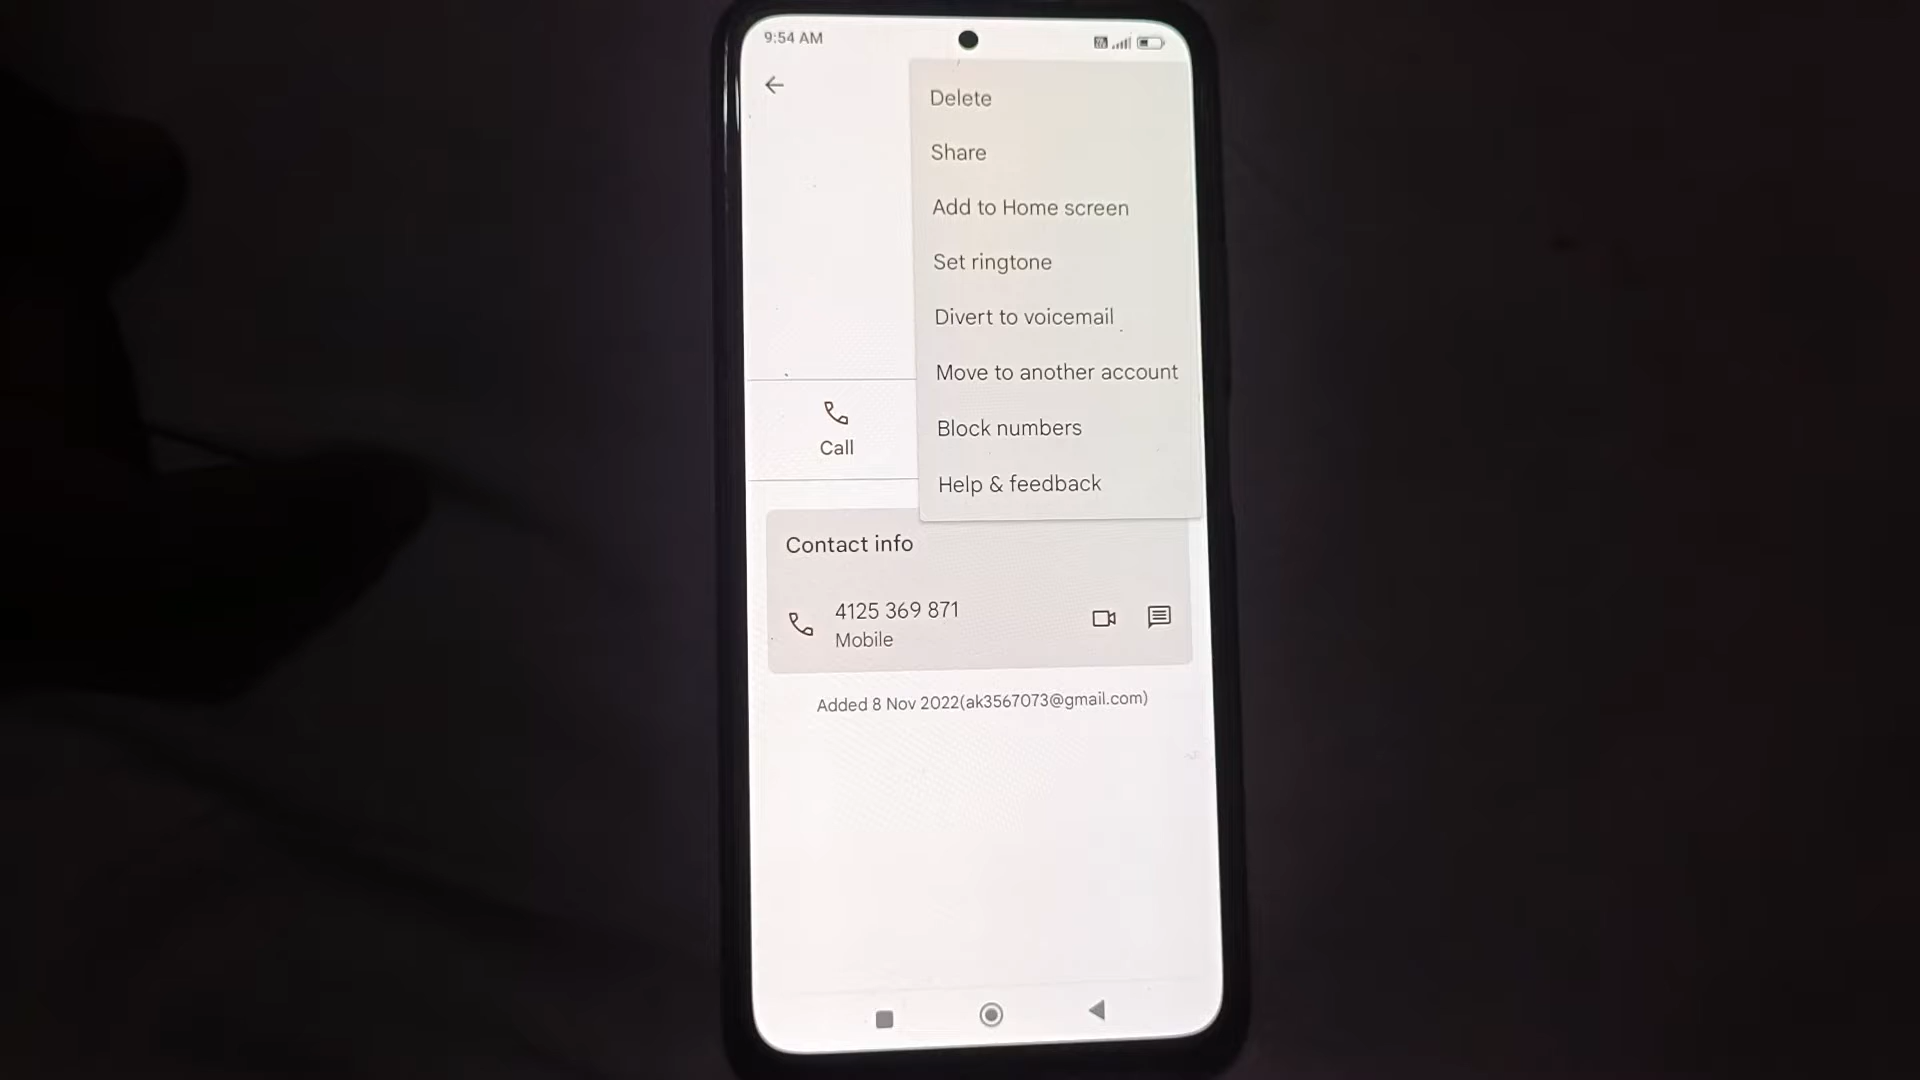 9:54 AM
Delete
Share
Add to Home screen
Set ringtone
Divert to voicemail
Move to another account
Block numbers
Help & feedback
Call
Contact info
4125 369 871
Mobile
Added 8 Nov 2022(ak3567073@gmail.com)